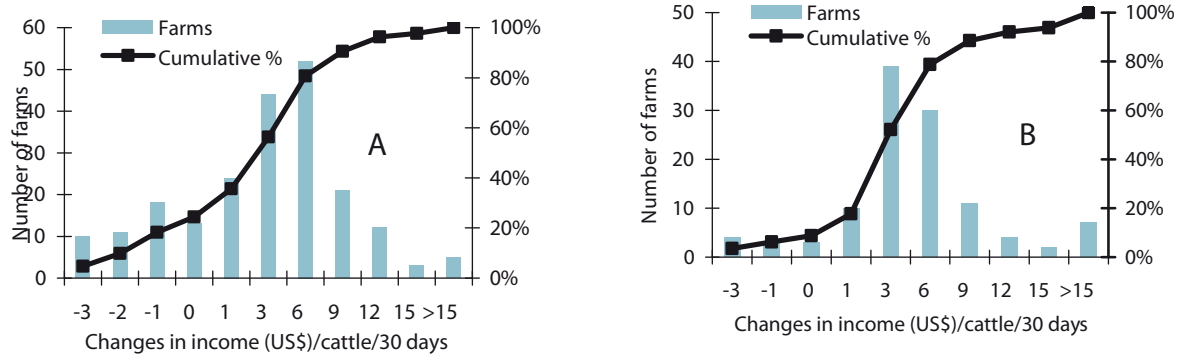 Farms
Cumulative %
60
50
40
30
20
10
0
100%
80%
60%
40%
20%
0%
Number of farms
A
-3 -2 -1 0 1 3 6 9 12 15 >15
Changes in income (US$)/cattle/30 days
Farms
Cumulative %
50
40
30
20
10
0
100%
80%
60%
40%
20%
0%
Number of farms
B
-3 -1 0 1 3 6 9 12 15 >15
Changes in income (US$)/cattle/30 days